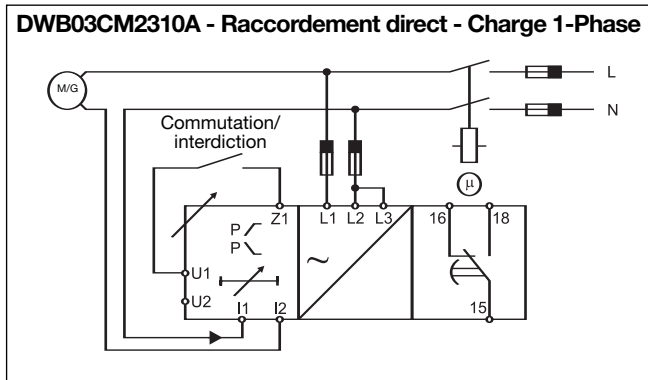 DWB03CM2310A - Raccordement direct - Charge 1-Phase
M/G
L
N
Commutation/
interdiction
µ
Z1
L1
L2
L3
16
18
P
P
~
U1
U2
I1
I2
15